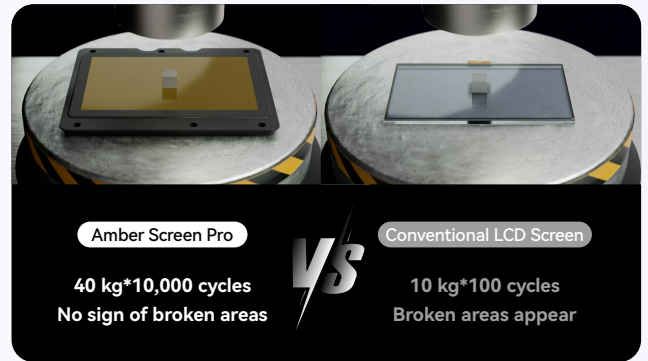 Amber Screen Pro
VS
Conventional LCD Screen
40 kg*10,000 cycles
No sign of broken areas
10 kg*100 cycles
Broken areas appear